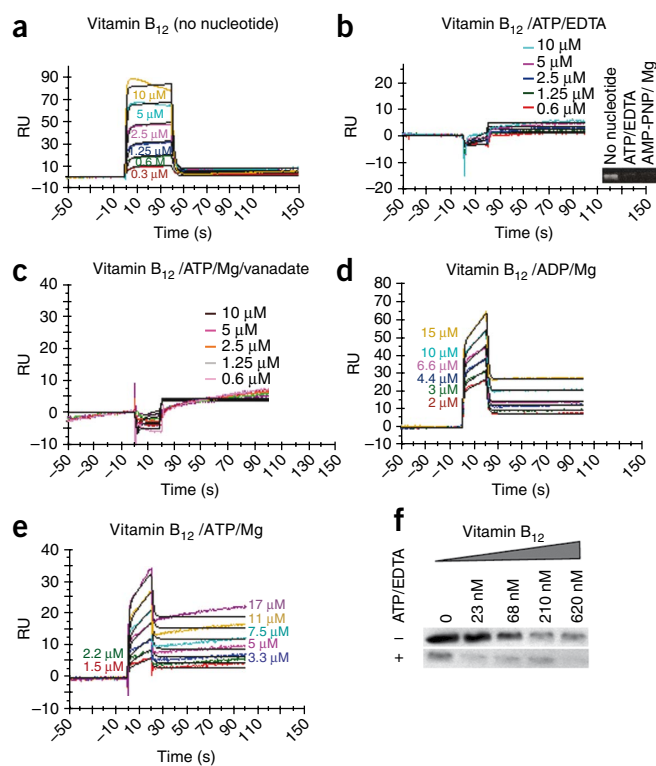 a
Vitamin B12 (no nucleotide)
RU
90
70
50
30
10
−10
10 μM
5 μM
2.5 μM
1.25 μM
0.6 M
0.3 μM
−50 −30 −10 10 30 50 70 90 110 130 150
Time (s)
b
Vitamin B12 /ATP/EDTA
RU
20
10
0
−10
−20
10 μM
5 μM
2.5 μM
1.25 μM
0.6 μM
No nucleotide
ATP/EDTA
AMP-PNP/ Mg
−50 −30 −10 10 30 50 70 90 110 130 150
Time (s)
c
Vitamin B12 /ATP/Mg/vanadate
RU
40
30
20
10
0
−10
10 μM
5 μM
2.5 μM
1.25 μM
0.6 μM
−50 −30 −10 10 30 50 70 90 110 130 150
Time (s)
d
Vitamin B12 /ADP/Mg
RU
80
70
60
50
40
30
20
10
0
−10
15 μM
10 μM
6.6 μM
4.4 μM
3 μM
2 μM
−50 −30 −10 10 30 50 70 90 110 130 150
Time (s)
e
Vitamin B12 /ATP/Mg
RU
40
30
20
10
0
−10
2.2 μM
1.5 μM
17 μM
11 μM
7.5 μM
5 μM
3.3 μM
−50 −30 −10 10 30 50 70 90 110 130 150
Time (s)
f
Vitamin B12
ATP/EDTA
0
23 nM
68 nM
210 nM
620 nM
−
+